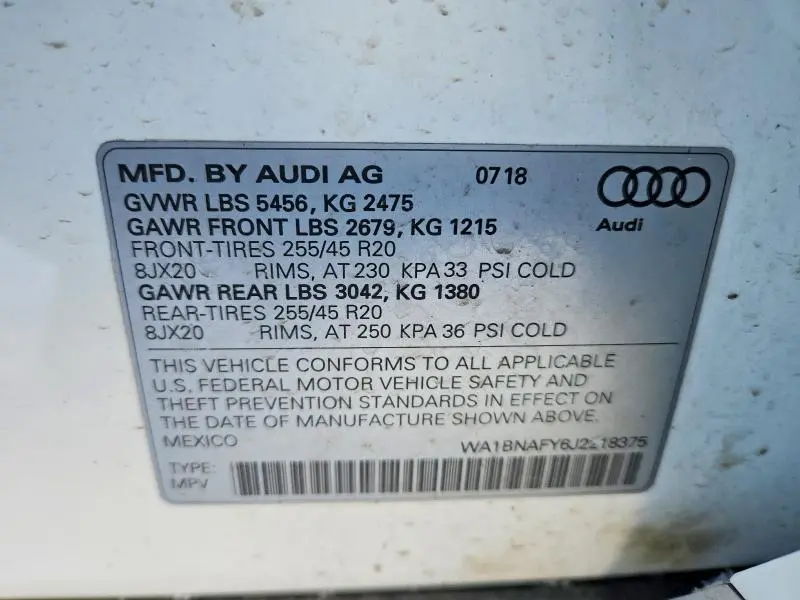 MFD. BY AUDI AG 0718
GVWR LBS 5456, KG 2475
GAWR FRONT LBS 2679, KG 1215
Audi
FRONT-TIRES 255/45 R20
8JX20 RIMS, AT 230 KPA 33 PSI COLD
GAWR REAR LBS 3042, KG 1380
REAR-TIRES 255/45 R20
8JX20 RIMS, AT 250 KPA 36 PSI COLD
THIS VEHICLE CONFORMS TO ALL APPLICABLE
U.S. FEDERAL MOTOR VEHICLE SAFETY AND
THEFT PREVENTION STANDARDS IN EFFECT ON
THE DATE OF MANUFACTURE SHOWN ABOVE.
MEXICO WA1BNAFY6J2218375
TYPE:
MPV